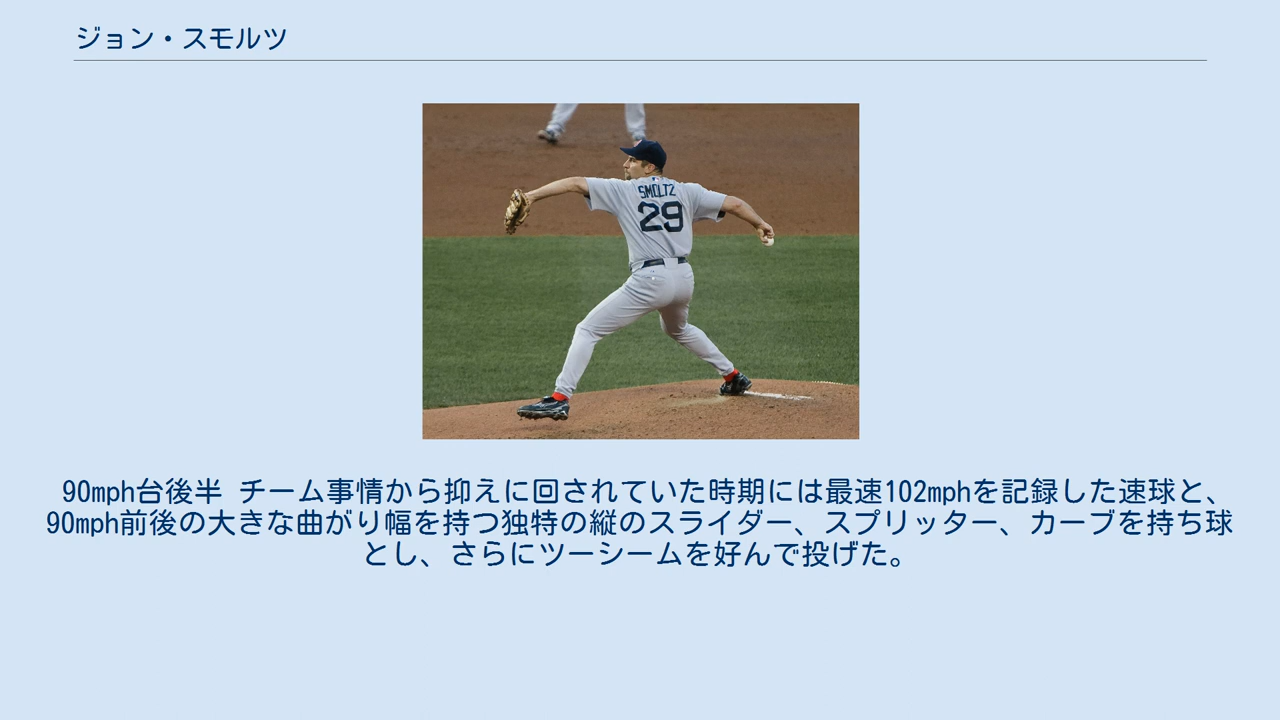 ジョン・スモルツ
SMOLTZ
29
90mph台後半 チーム事情から抑えに回されていた時期には最速102mphを記録した速球と、
90mph前後の大きな曲がり幅を持つ独特の縦のスライダー、スプリッター、カーブを持ち球
とし、さらにツーシームを好んで投げた。